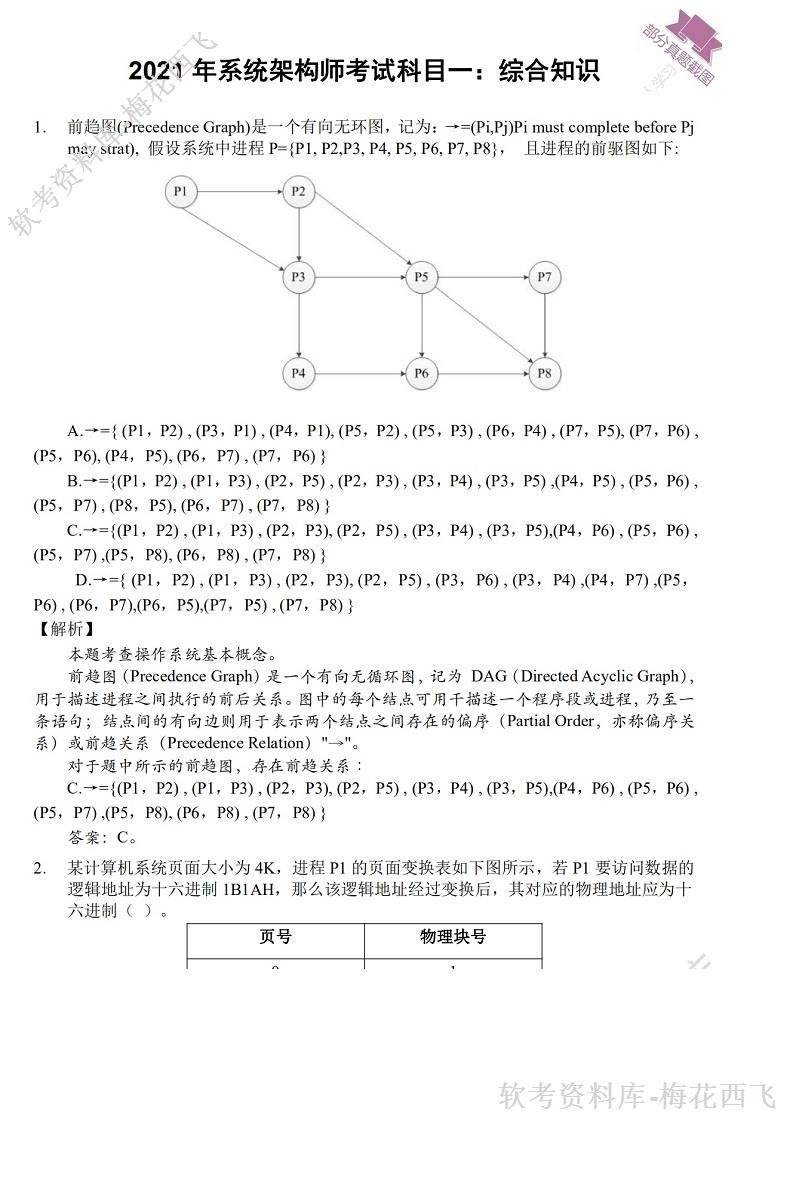 部分真题截图
学习
2021 年系统架构师考试科目一：综合知识
软考资料库-梅花西飞
1. 前趋图(Precedence Graph)是一个有向无环图，记为：→=(Pi,Pj)Pi must complete before Pj
may strat), 假设系统中进程 P={P1, P2,P3, P4, P5, P6, P7, P8}， 且进程的前驱图如下:
P1 P2
P3 P5 P7
P4 P6 P8
A.→={ (P1，P2) , (P3，P1) , (P4，P1), (P5，P2) , (P5，P3) , (P6，P4) , (P7，P5), (P7，P6) ,
(P5，P6), (P4，P5), (P6，P7) , (P7，P6) }
B.→={(P1，P2) , (P1，P3) , (P2，P5) , (P2，P3) , (P3，P4) , (P3，P5) ,(P4，P5) , (P5，P6) ,
(P5，P7) , (P8，P5), (P6，P7) , (P7，P8) }
C.→={(P1，P2) , (P1，P3) , (P2，P3), (P2，P5) , (P3，P4) , (P3，P5),(P4，P6) , (P5，P6) ,
(P5，P7) ,(P5，P8), (P6，P8) , (P7，P8) }
D.→={ (P1，P2) , (P1，P3) , (P2，P3), (P2，P5) , (P3，P6) , (P3，P4) ,(P4，P7) ,(P5，
P6) , (P6，P7),(P6，P5),(P7，P5) , (P7，P8) }
【解析】
本题考查操作系统基本概念。
前趋图（Precedence Graph）是一个有向无循环图，记为 DAG（Directed Acyclic Graph），
用于描述进程之间执行的前后关系。图中的每个结点可用干描述一个程序段或进程，乃至一
条语句；结点间的有向边则用于表示两个结点之间存在的偏序（Partial Order，亦称偏序关
系）或前趋关系（Precedence Relation）"→"。
对于题中所示的前趋图，存在前趋关系：
C.→={(P1，P2) , (P1，P3) , (P2，P3), (P2，P5) , (P3，P4) , (P3，P5),(P4，P6) , (P5，P6) ,
(P5，P7) ,(P5，P8), (P6，P8) , (P7，P8) }
答案：C。
2. 某计算机系统页面大小为 4K，进程 P1 的页面变换表如下图所示，若 P1 要访问数据的
逻辑地址为十六进制 1B1AH，那么该逻辑地址经过变换后，其对应的物理地址应为十
六进制（ ）。
页号 物理块号
软考资料库-梅花西飞